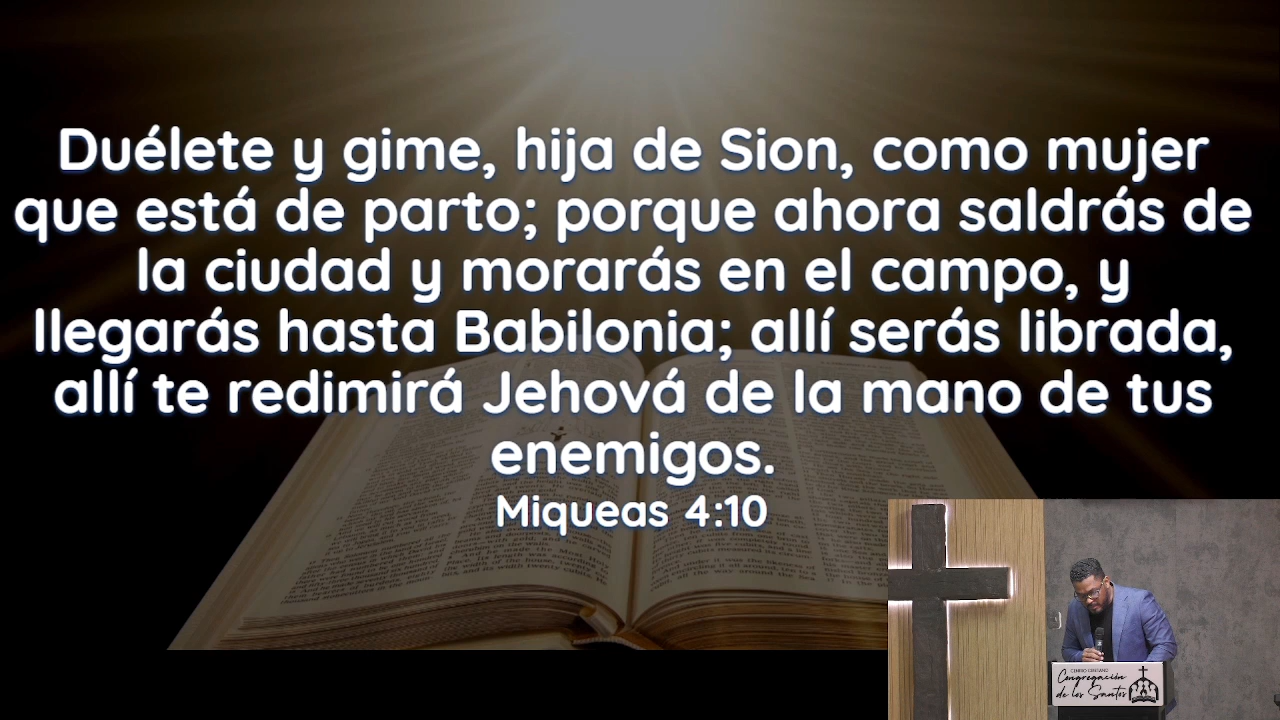 Duélete y gime, hija de Sion, como mujer
que está de parto; porque ahora saldrás de
la ciudad y morarás en el campo, y
llegarás hasta Babilonia; allí serás librada,
allí te redimirá Jehová de la mano de tus
enemigos.
Miqueas 4:10
CENTRO CRISTIANO
Congregación
de los Santos